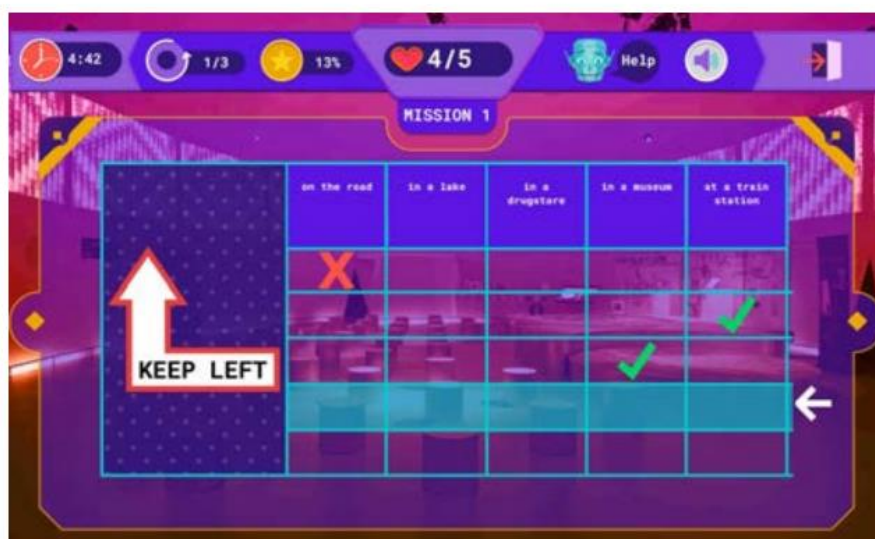 4:42
1/3
13%
4/5
Help
MISSION 1
on the road
in a lake
in a
drugstore
in a museum
at a train
station
KEEP LEFT